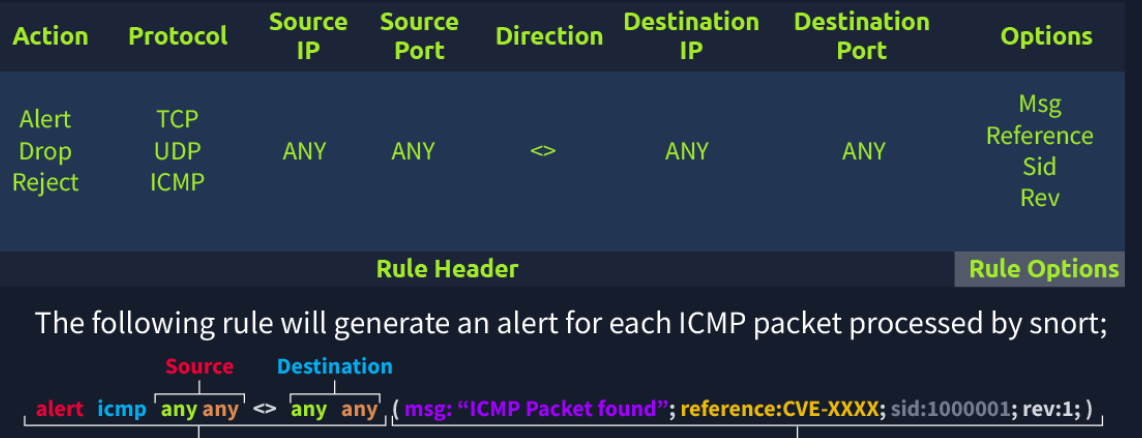 Action Protocol Source IP Source Port Direction Destination IP Destination Port Options
Alert Drop Reject
TCP UDP ICMP
ANY
ANY
<>
ANY
ANY
Msg Reference Sid Rev
Rule Header Rule Options
The following rule will generate an alert for each ICMP packet processed by snort;
Source Destination
alert icmp any any <> any any ( msg: “ICMP Packet found”; reference:CVE-XXXX; sid:1000001; rev:1; )